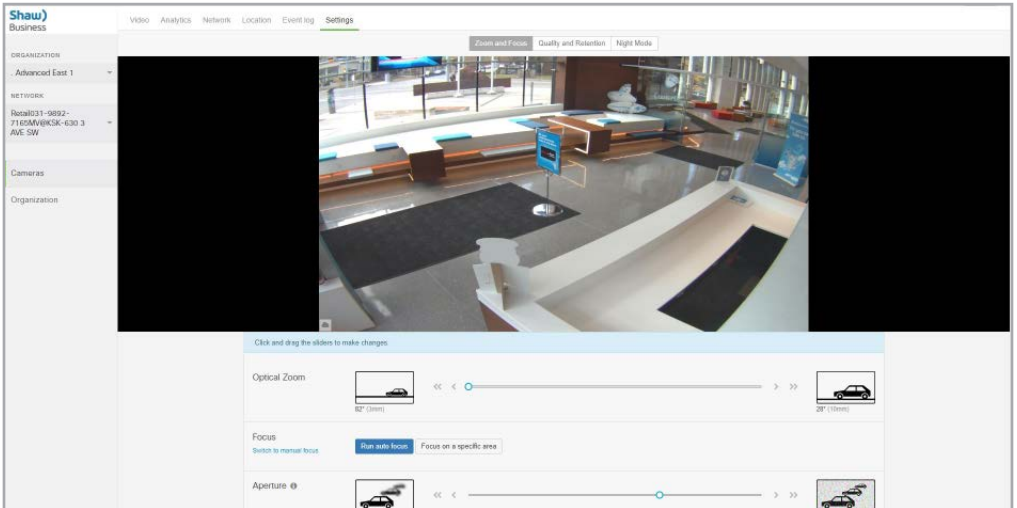 Shaw)
Business
Video Analytics Network Location Event log Settings
Zoom and Focus Quality and Retention Night Mode
ORGANIZATION
. Advanced East 1
NETWORK
Retail031-9892-
7165MV@KSK-630 3
AVE SW
Cameras
Organization
Click and drag the sliders to make changes.
Optical Zoom
82° (3mm)
28° (10mm)
Focus
Switch to manual focus
Run auto focus Focus on a specific area
Aperture